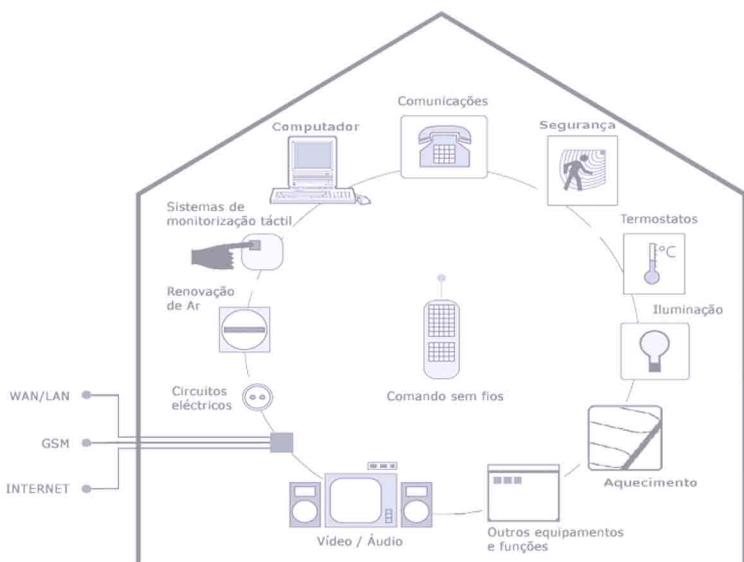 Comunicações
Computador
Segurança
Sistemas de
monitorização táctil
Termostatos
°C
Renovação
de Ar
Iluminação
Circuitos
eléctricos
Comando sem fios
WAN/LAN
GSM
INTERNET
Aquecimento
Outros equipamentos
e funções
Vídeo / Áudio